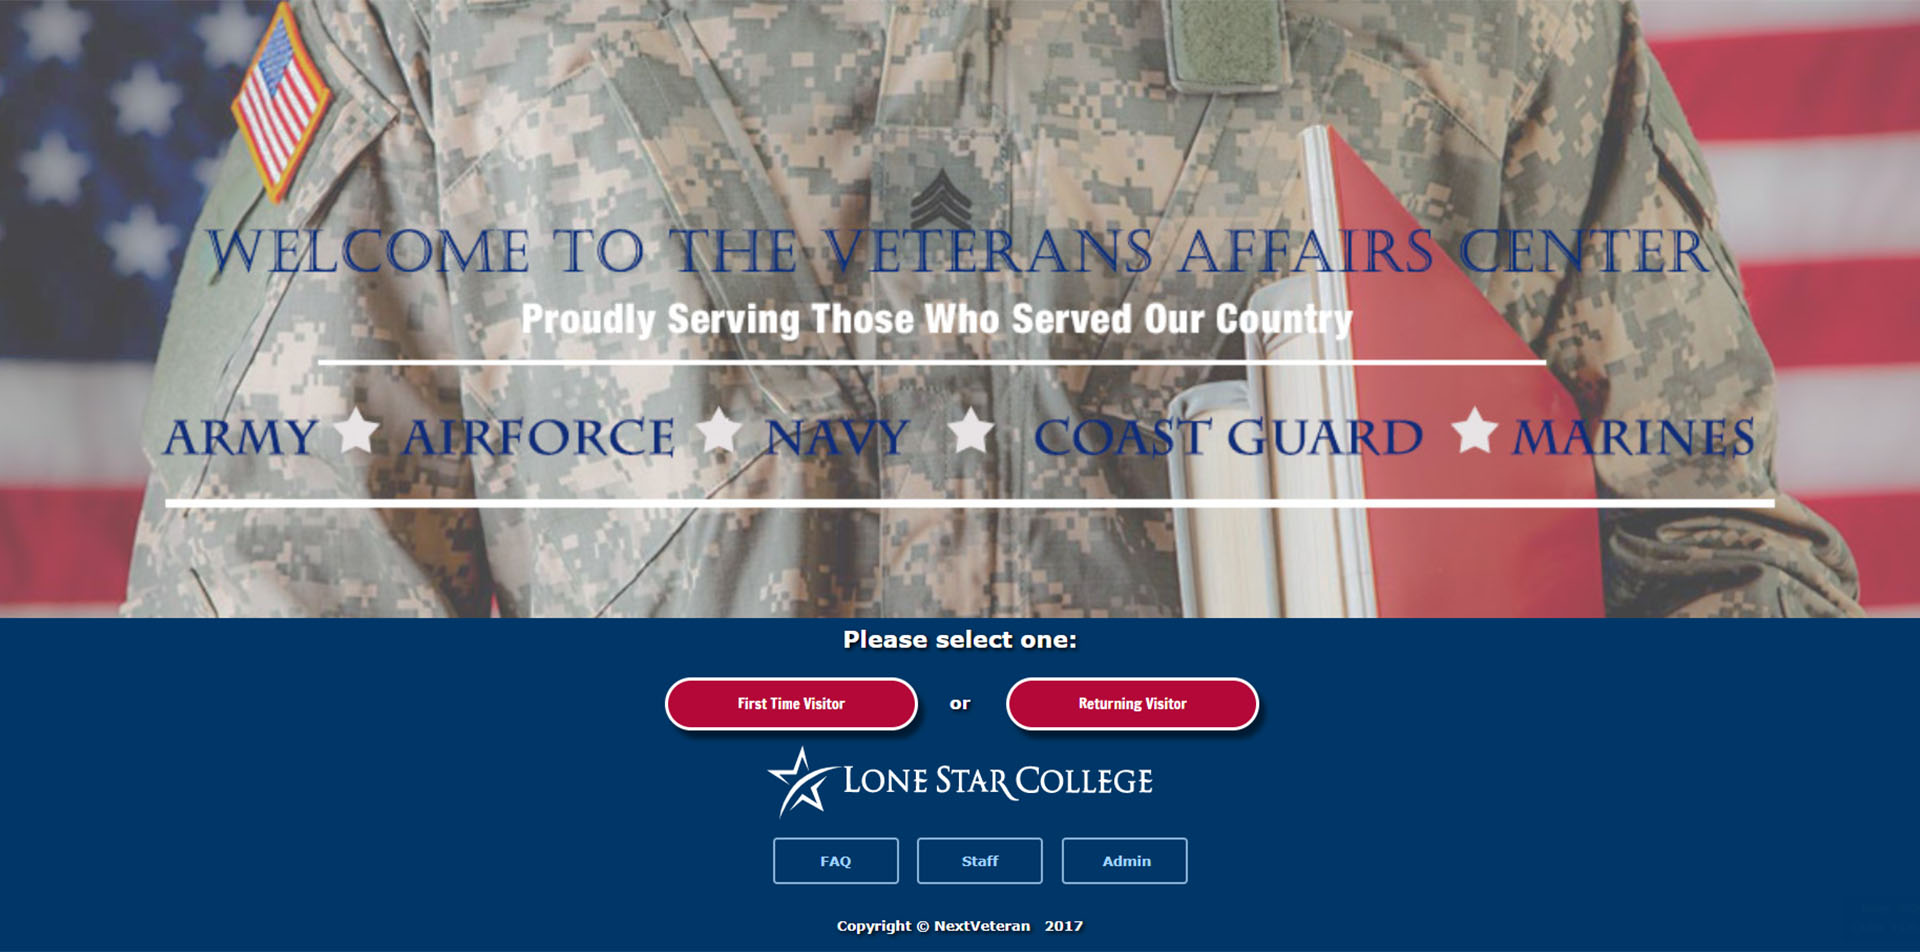 WELCOME TO THE VETERANS AFFAIRS CENTER
Proudly Serving Those Who Served Our Country
ARMY AIRFORCE NAVY COAST GUARD MARINES
Please select one:
First Time Visitor or Returning Visitor
LONE STAR COLLEGE
FAQ Staff Admin
Copyright © NextVeteran 2017